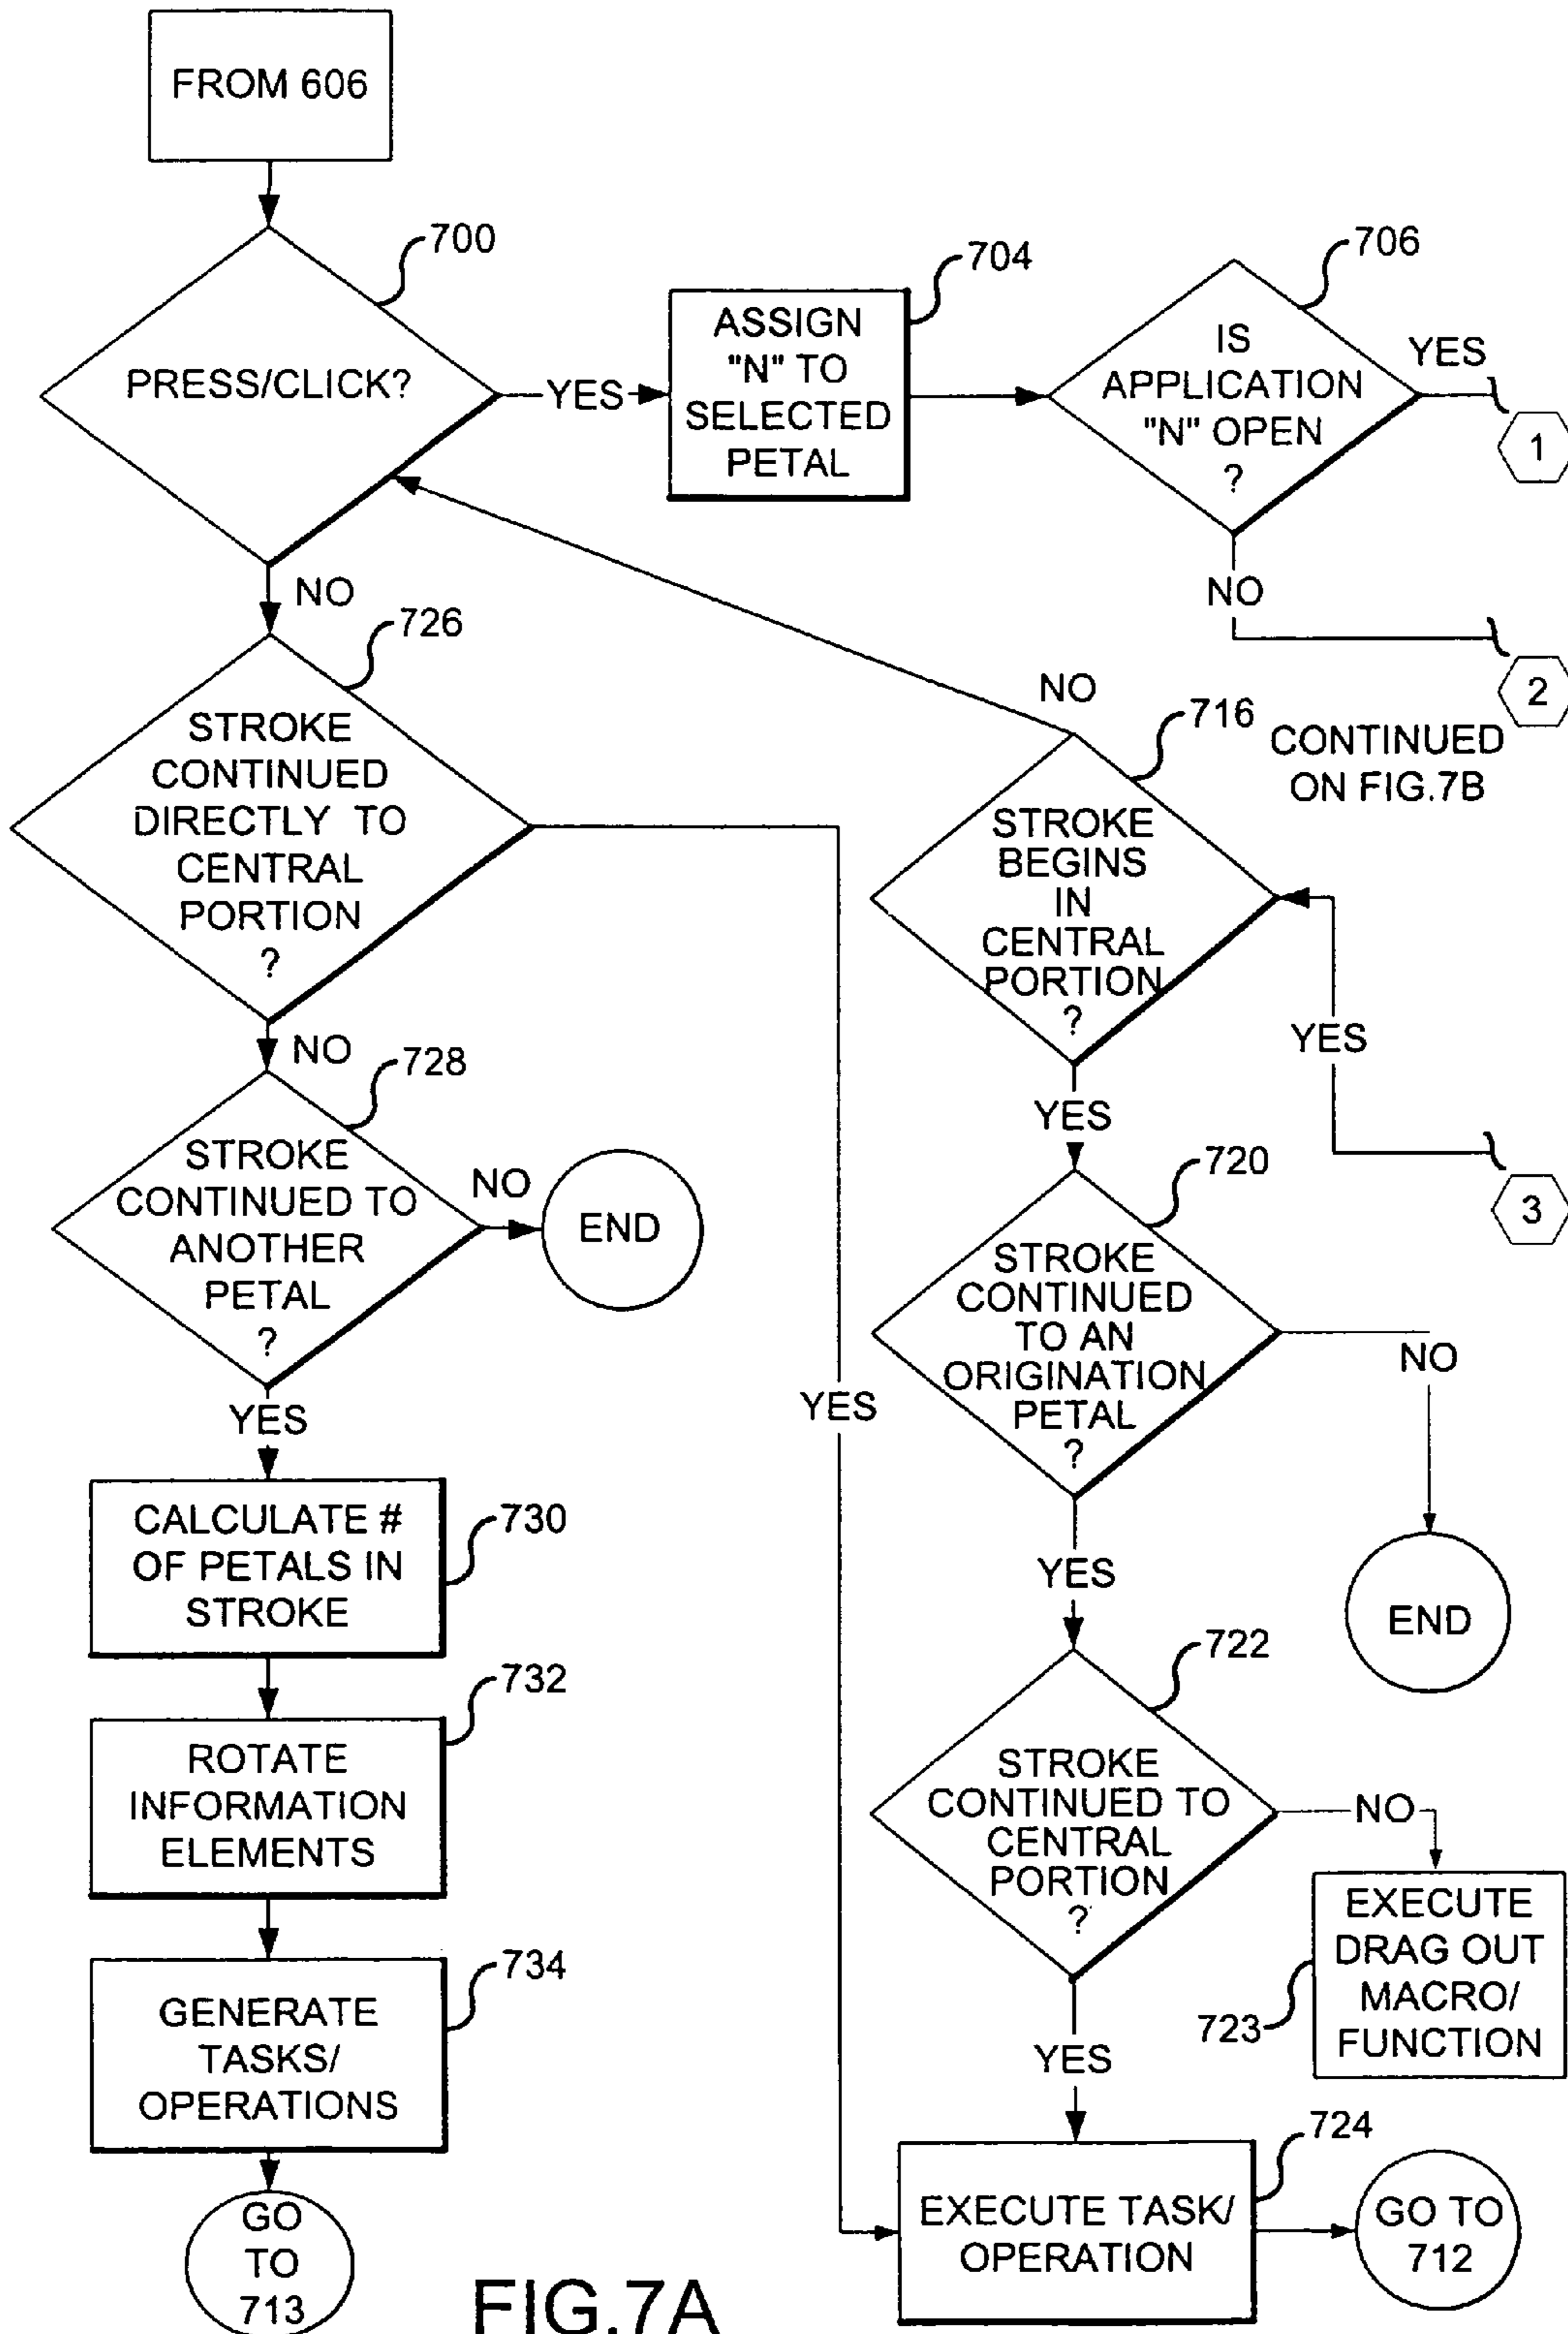 FROM 606
700
PRESS/CLICK?
YES
704
ASSIGN
"N" TO
SELECTED
PETAL
706
IS
APPLICATION
"N" OPEN
?
YES
1
NO
2
CONTINUED
ON FIG.7B
NO
726
STROKE
CONTINUED
DIRECTLY TO
CENTRAL
PORTION
?
YES
NO
716
STROKE
BEGINS
IN
CENTRAL
PORTION
?
YES
3
YES
NO
728
STROKE
CONTINUED TO
ANOTHER
PETAL
?
NO
END
YES
720
STROKE
CONTINUED
TO AN
ORIGINATION
PETAL
?
NO
END
YES
CALCULATE #
OF PETALS IN
STROKE
730
ROTATE
INFORMATION
ELEMENTS
732
GENERATE
TASKS/
OPERATIONS
734
GO
TO
713
722
STROKE
CONTINUED TO
CENTRAL
PORTION
?
NO
EXECUTE
DRAG OUT
MACRO/
FUNCTION
723
YES
724
EXECUTE TASK/
OPERATION
GO TO
712
FIG.7A